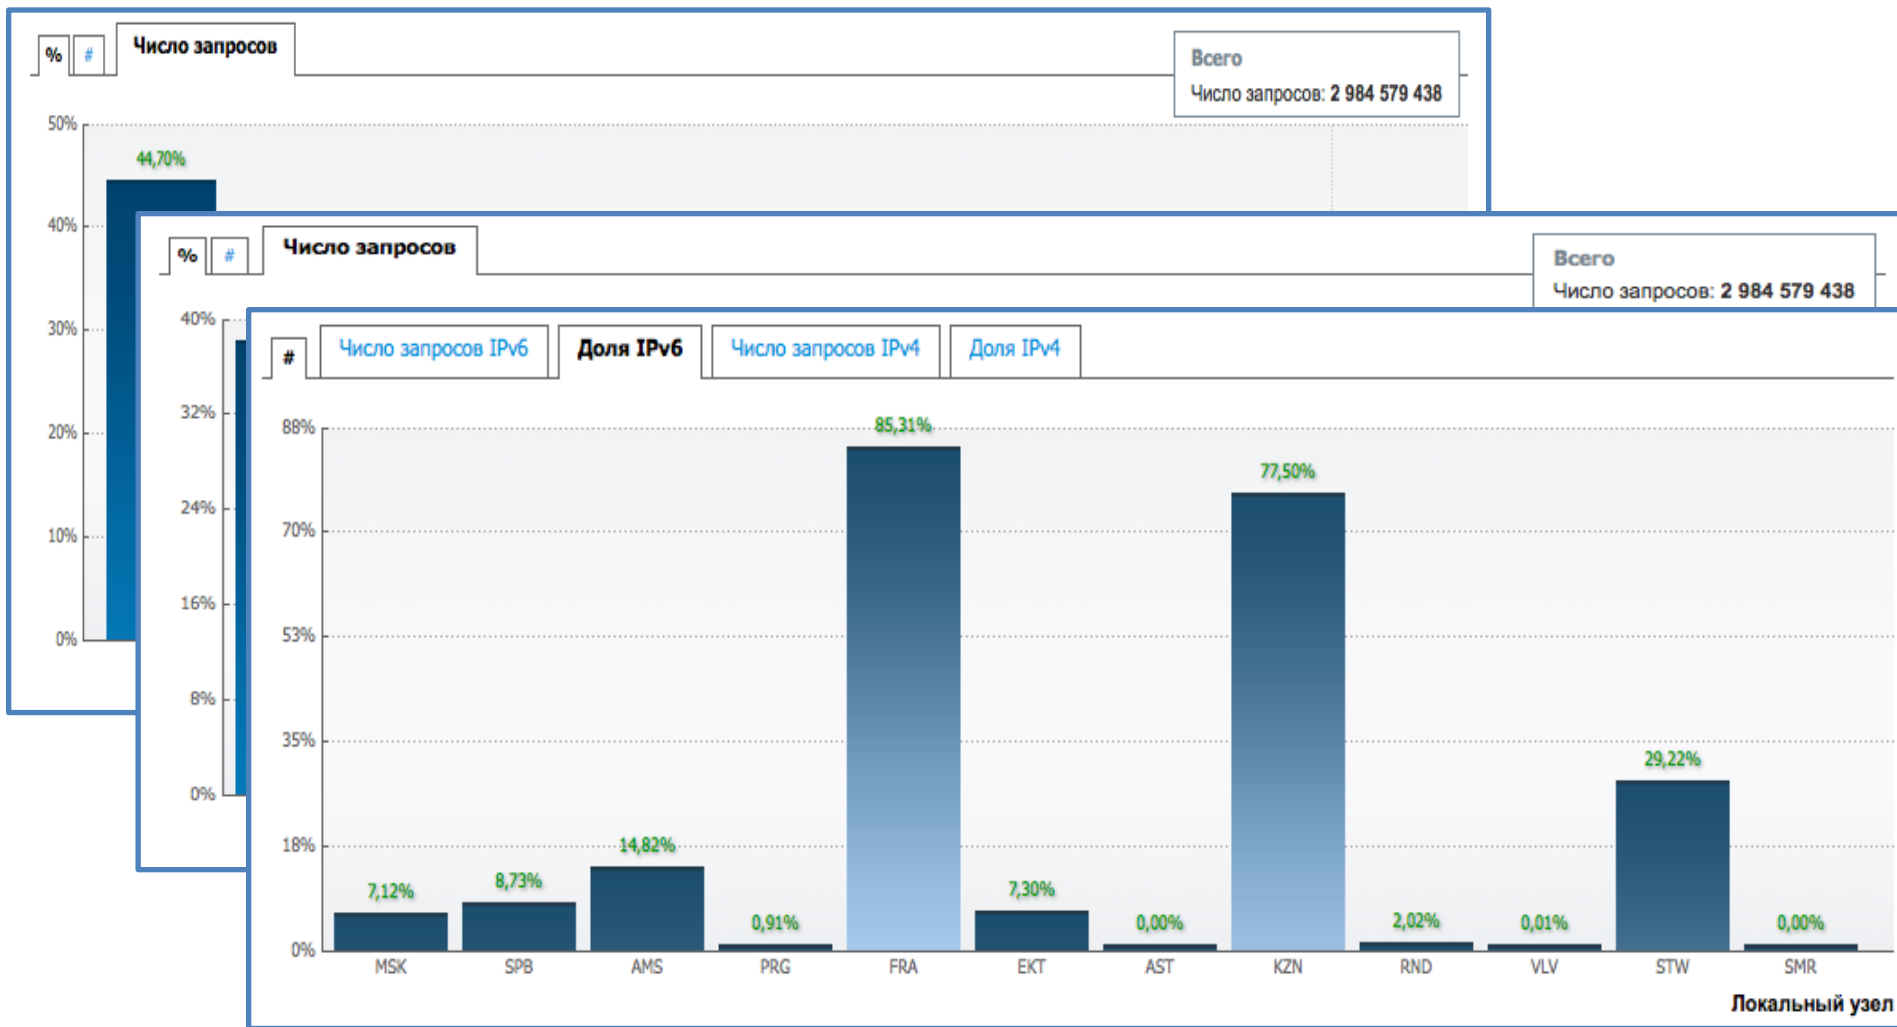 % # Число запросов
Всего
Число запросов: 2 984 579 438
50%
44,70%
40%
30%
20%
10%
0%
% # Число запросов
Всего
Число запросов: 2 984 579 438
40%
32%
24%
16%
8%
0%
# Число запросов IPv6 Доля IPv6 Число запросов IPv4 Доля IPv4
88%
70%
53%
35%
18%
0%
7,12% 8,73% 14,82% 0,91% 85,31% 7,30% 0,00% 77,50% 2,02% 0,01% 29,22% 0,00%
MSK SPB AMS PRG FRA EKT AST KZN RND VLV STW SMR
Локальный узел